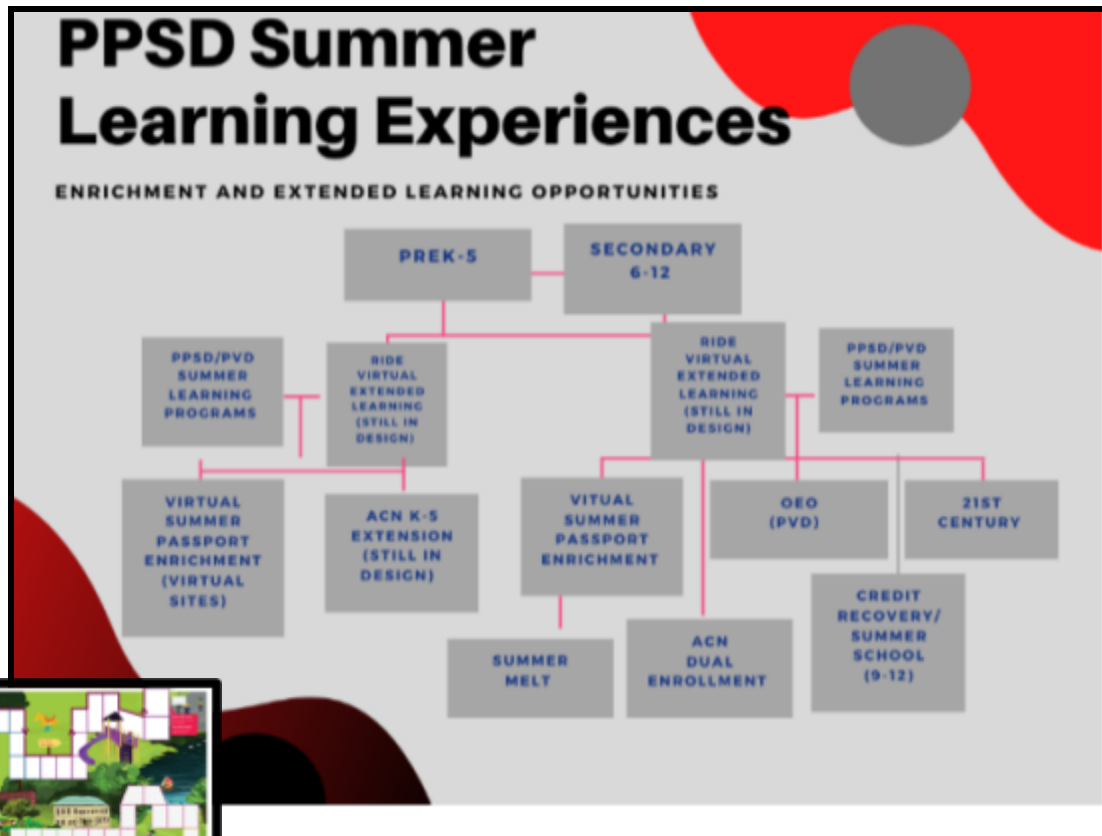 PPSD Summer
Learning Experiences
ENRICHMENT AND EXTENDED LEARNING OPPORTUNITIES
PREK-5
SECONDARY
6-12
PPSD/PVD
SUMMER
LEARNING
PROGRAMS
RIDE
VIRTUAL
EXTENDED
LEARNING
(STILL IN
DESIGN)
RIDE
VIRTUAL
EXTENDED
LEARNING
(STILL IN
DESIGN)
PPSD/PVD
SUMMER
LEARNING
PROGRAMS
VIRTUAL
SUMMER
PASSPORT
ENRICHMENT
(VIRTUAL
SITES)
ACN K-5
EXTENSION
(STILL IN
DESIGN)
VITUAL
SUMMER
PASSPORT
ENRICHMENT
OEO
(PVD)
21ST
CENTURY
SUMMER
MELT
ACN
DUAL
ENROLLMENT
CREDIT
RECOVERY/
SUMMER
SCHOOL
(9-12)